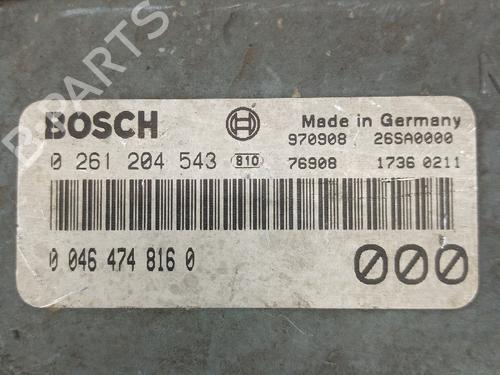 B-PARTS
BOSCH
Made in Germany
970908 26SA0000
0 261 204 543 810 76908 1736 0211
0 046 474 816 0
000